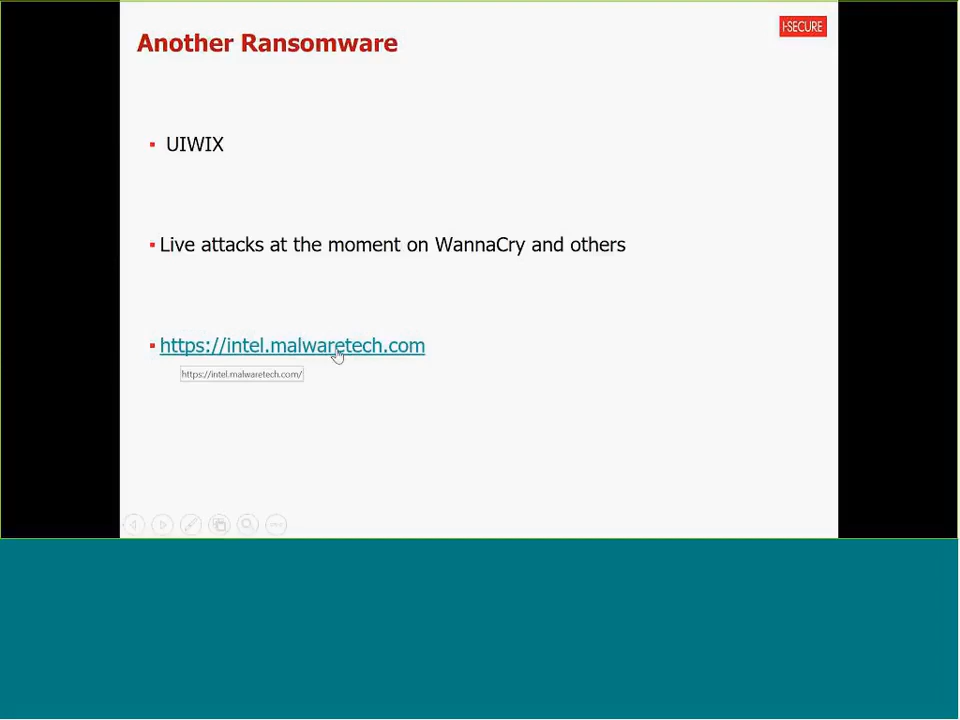 Another Ransomware
I-SECURE
UIWIX
Live attacks at the moment on WannaCry and others
https://intel.malwaretech.com
https://intel.malwaretech.com/